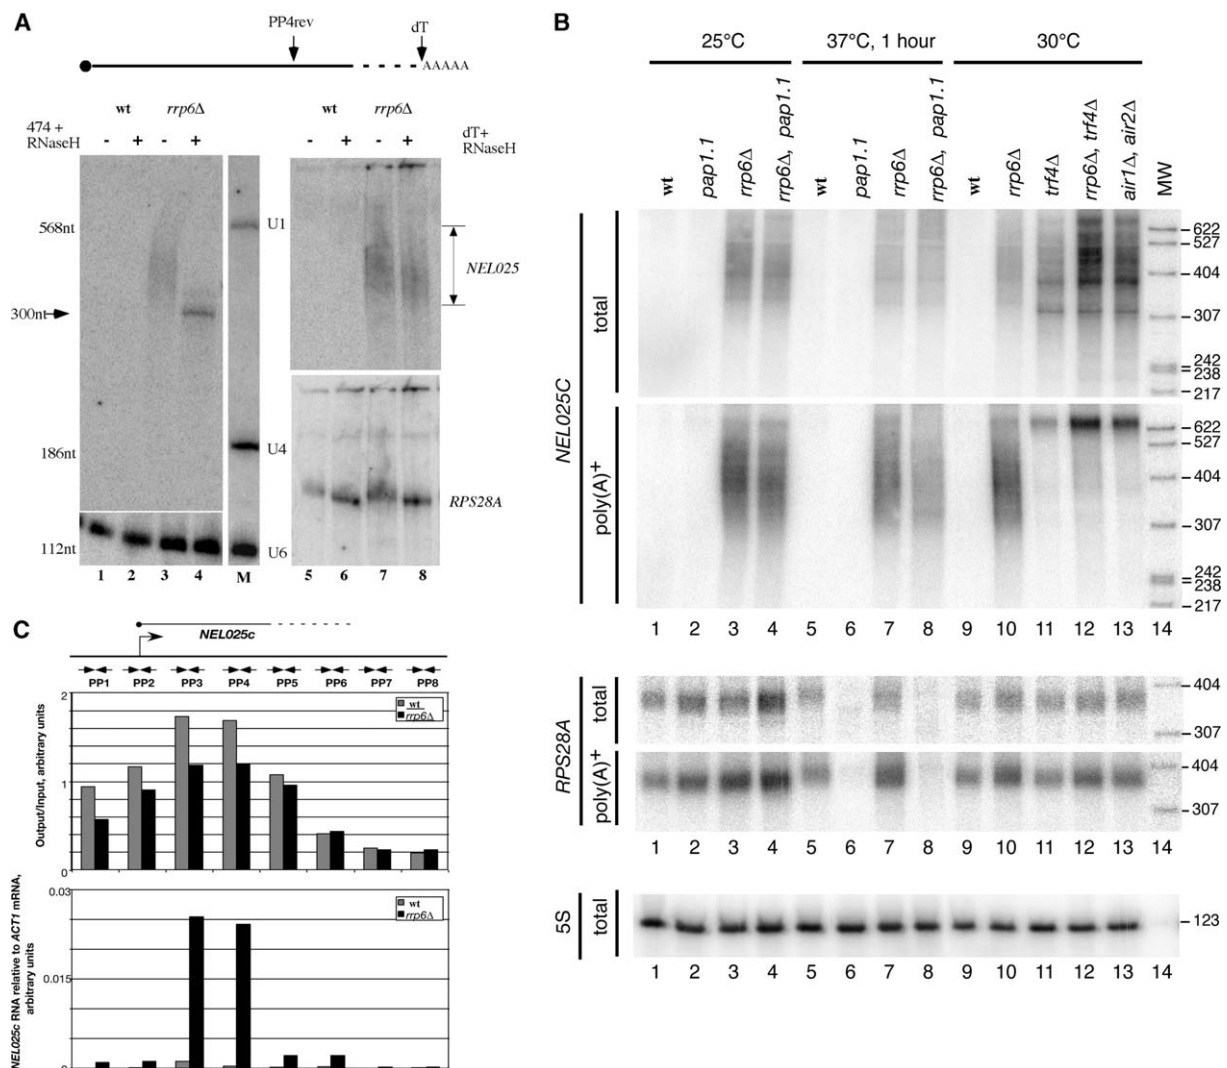 A
PP4rev
dT
AAAAA
wt
rrp6Δ
474 +
RNaseH
- + - +
568nt
300nt
186nt
112nt
U1
U4
U6
1 2 3 4 M
wt
rrp6Δ
- + - +
dT+
RNaseH
NEL025
RPS28A
5 6 7 8
B
25°C
37°C, 1 hour
30°C
wt
pap1.1
rrp6Δ
rrp6Δ, pap1.1
wt
pap1.1
rrp6Δ
rrp6Δ, pap1.1
wt
rrp6Δ
trf4Δ
rrp6Δ, trf4Δ
air1Δ, air2Δ
MW
NEL025C
total
622
527
404
307
242
238
217
poly(A)+
622
527
404
307
242
238
217
1 2 3 4 5 6 7 8 9 10 11 12 13 14
RPS28A
total
404
307
poly(A)+
404
307
1 2 3 4 5 6 7 8 9 10 11 12 13 14
5S
total
123
1 2 3 4 5 6 7 8 9 10 11 12 13 14
C
NEL025c
PP1 PP2 PP3 PP4 PP5 PP6 PP7 PP8
Output/Input, arbitrary units
2
1
0
wt
rrp6Δ
NEL025c RNA relative to ACT1 mRNA,
arbitrary units
0.03
0.015
0
wt
rrp6Δ